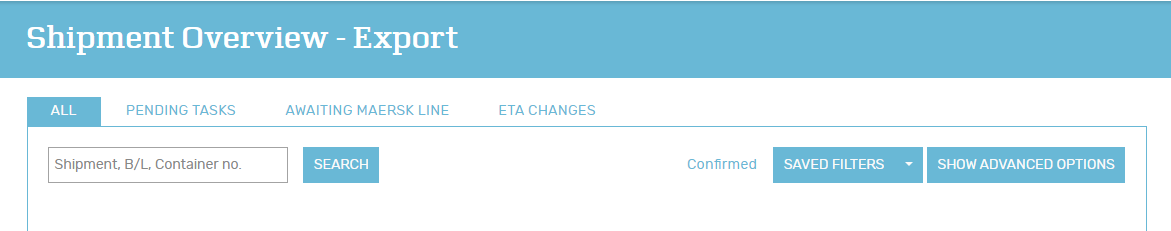 Shipment Overview - Export
ALL PENDING TASKS AWAITING MAERSK LINE ETA CHANGES
Shipment, B/L, Container no. SEARCH Confirmed SAVED FILTERS SHOW ADVANCED OPTIONS